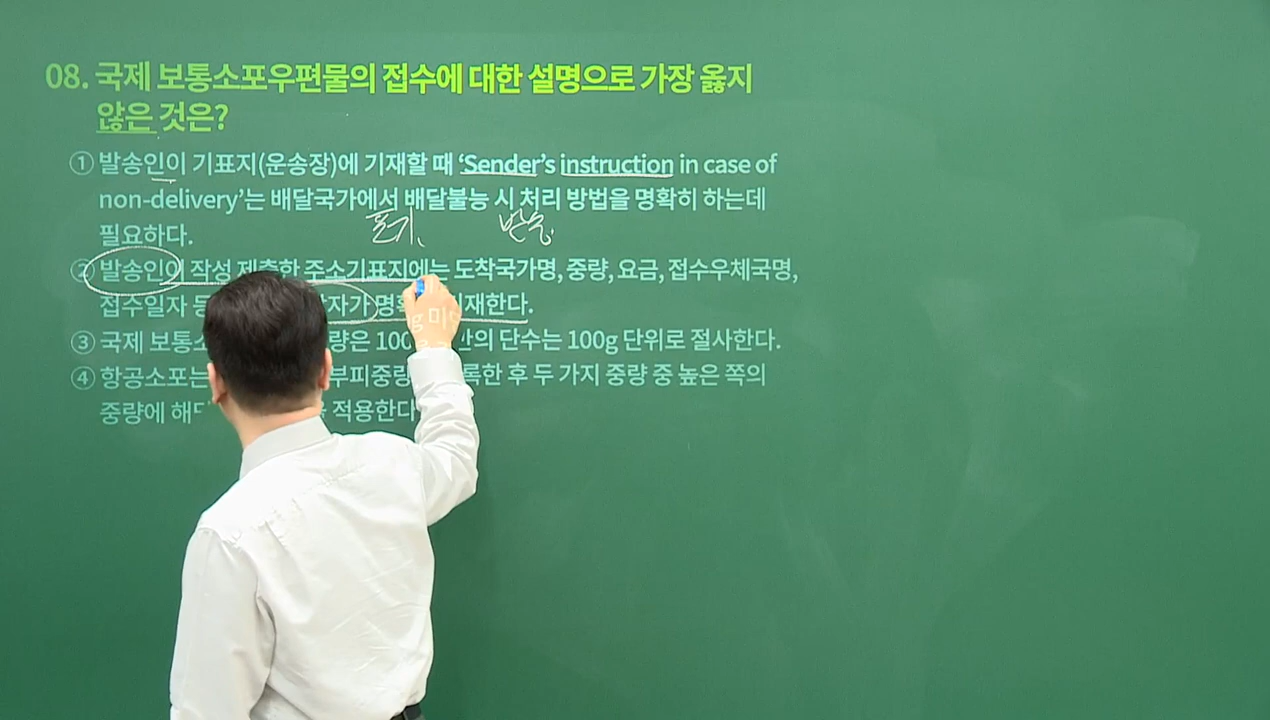 08. 국제 보통소포우편물의 접수에 대한 설명으로 가장 옳지
않은 것은?
① 발송인이 기표지(운송장)에 기재할 때 ‘Sender’s instruction in case of
non-delivery’는 배달국가에서 배달불능 시 처리 방법을 명확히 하는데
필요하다.
포기, 반송
② 발송인이 작성 제출한 주소기표지에는 도착국가명, 중량, 요금, 접수우체국명,
접수일자 등 자가 명확 기재한다.
③ 국제 보통소 량은 100g 미만의 단수는 100g 단위로 절사한다.
④ 항공소포는 부피중량 록한 후 두 가지 중량 중 높은 쪽의
중량에 해당 적용한다